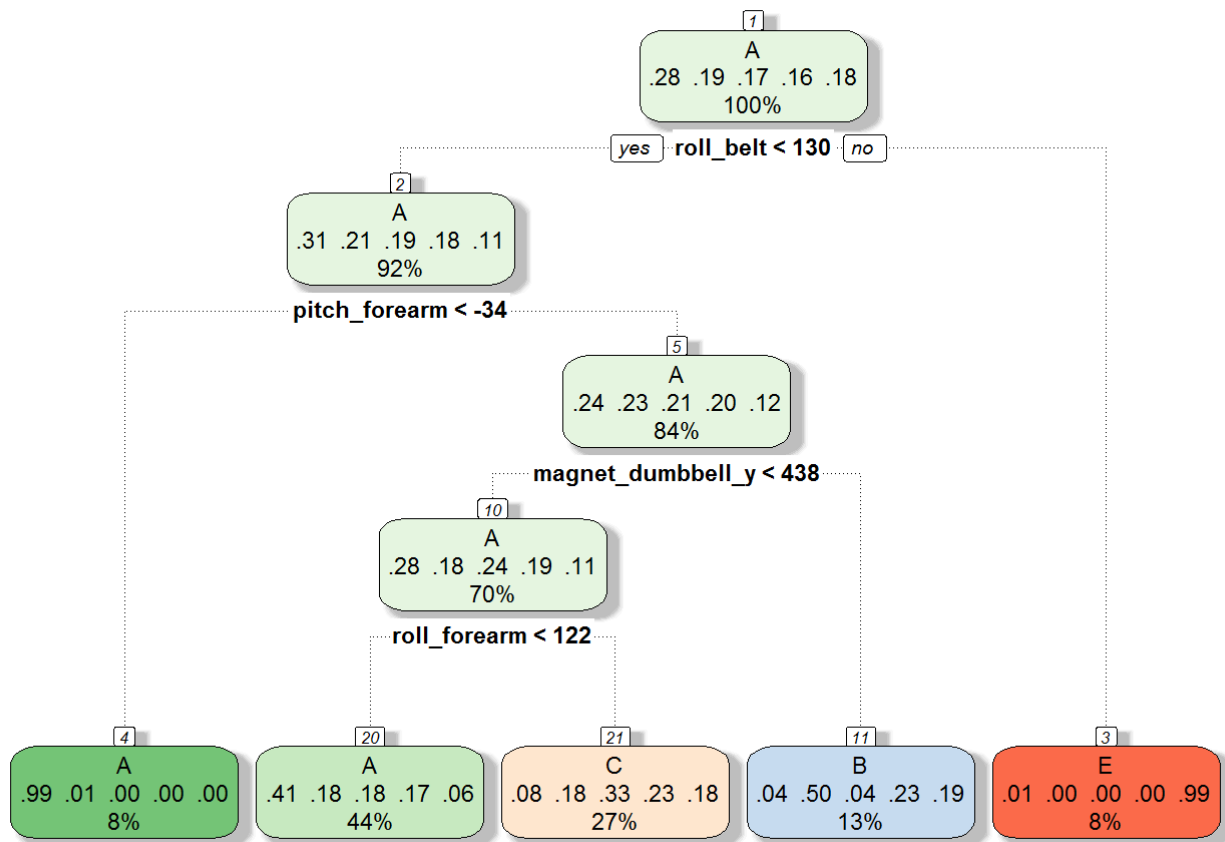 1
A
.28 .19 .17 .16 .18
100%
yes roll_belt < 130 no
2
A
.31 .21 .19 .18 .11
92%
pitch_forearm < -34
5
A
.24 .23 .21 .20 .12
84%
magnet_dumbbell_y < 438
10
A
.28 .18 .24 .19 .11
70%
roll_forearm < 122
4
A
.99 .01 .00 .00 .00
8%
20
A
.41 .18 .18 .17 .06
44%
21
C
.08 .18 .33 .23 .18
27%
11
B
.04 .50 .04 .23 .19
13%
3
E
.01 .00 .00 .00 .99
8%